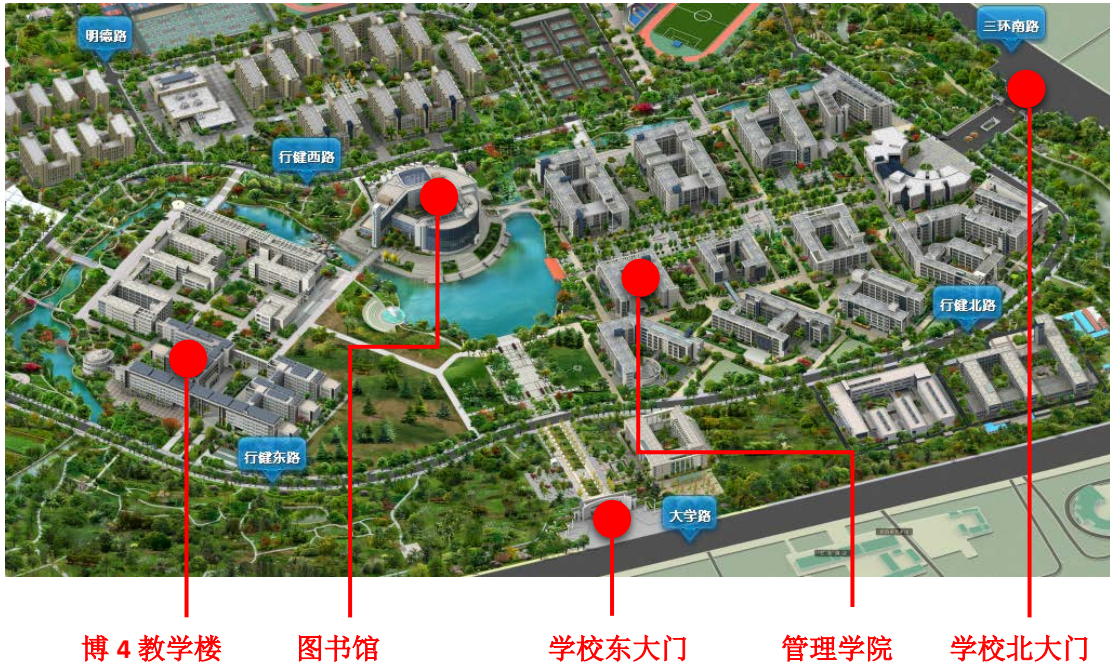 明德路
三环南路
行健西路
行健北路
行健东路
大学路
博 4 教学楼
图书馆
学校东大门
管理学院
学校北大门